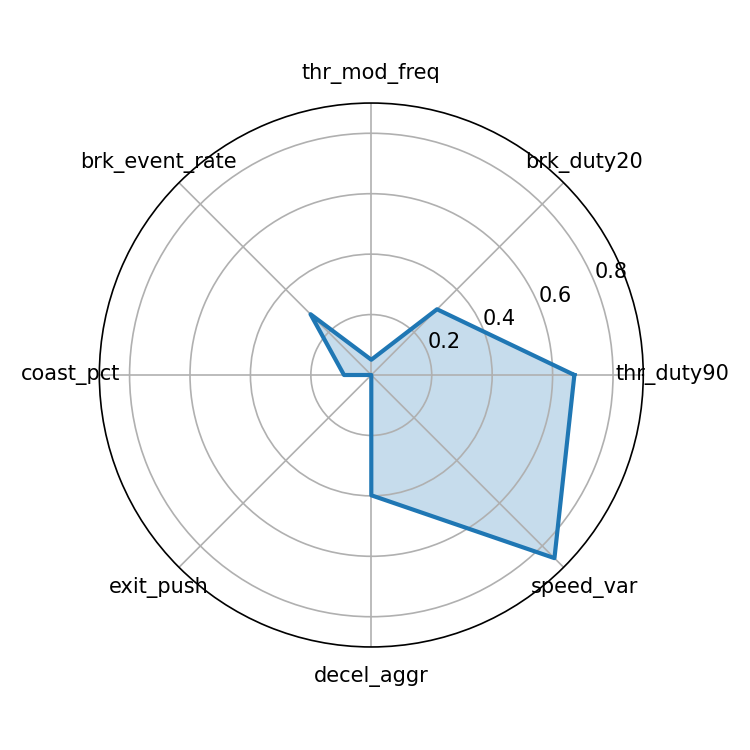 thr_mod_freq
brk_event_rate
brk_duty20
0.8
0.6
0.4
0.2
coast_pct
thr_duty90
exit_push
speed_var
decel_aggr